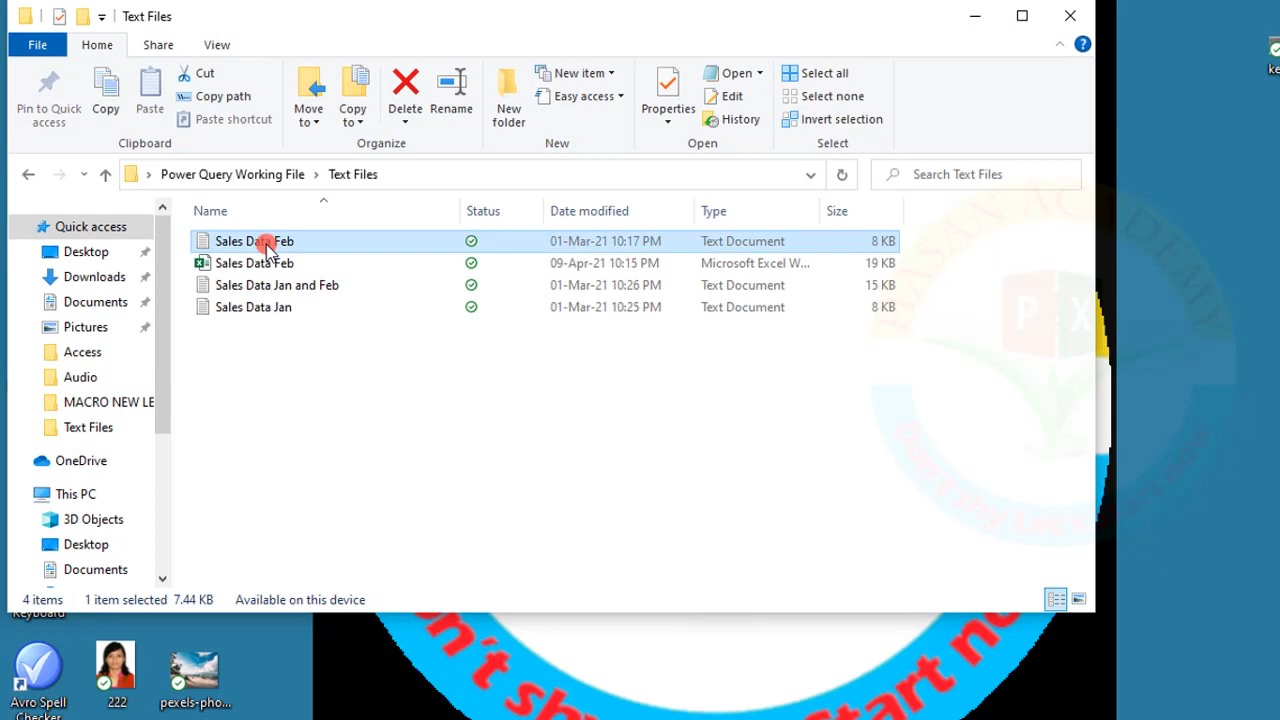 Text Files
File Home Share View
Pin to Quick access
Copy
Paste
Cut
Copy path
Paste shortcut
Clipboard
Move to
Copy to
Delete
Rename
Organize
New folder
New item
Easy access
New
Properties
Open
Edit
History
Open
Select all
Select none
Invert selection
Select
Power Query Working File > Text Files
Search Text Files
Name Status Date modified Type Size
Sales Data Feb 01-Mar-21 10:17 PM Text Document 8 KB
Sales Data Feb 09-Apr-21 10:15 PM Microsoft Excel W... 19 KB
Sales Data Jan and Feb 01-Mar-21 10:26 PM Text Document 15 KB
Sales Data Jan 01-Mar-21 10:25 PM Text Document 8 KB
Quick access
Desktop
Downloads
Documents
Pictures
Access
Audio
MACRO NEW LE
Text Files
OneDrive
This PC
3D Objects
Desktop
Documents
4 items 1 item selected 7.44 KB Available on this device
Keyboard
Avro Spell Checker
222
pexels-pho...
ke
ACADEMY
P X
Start